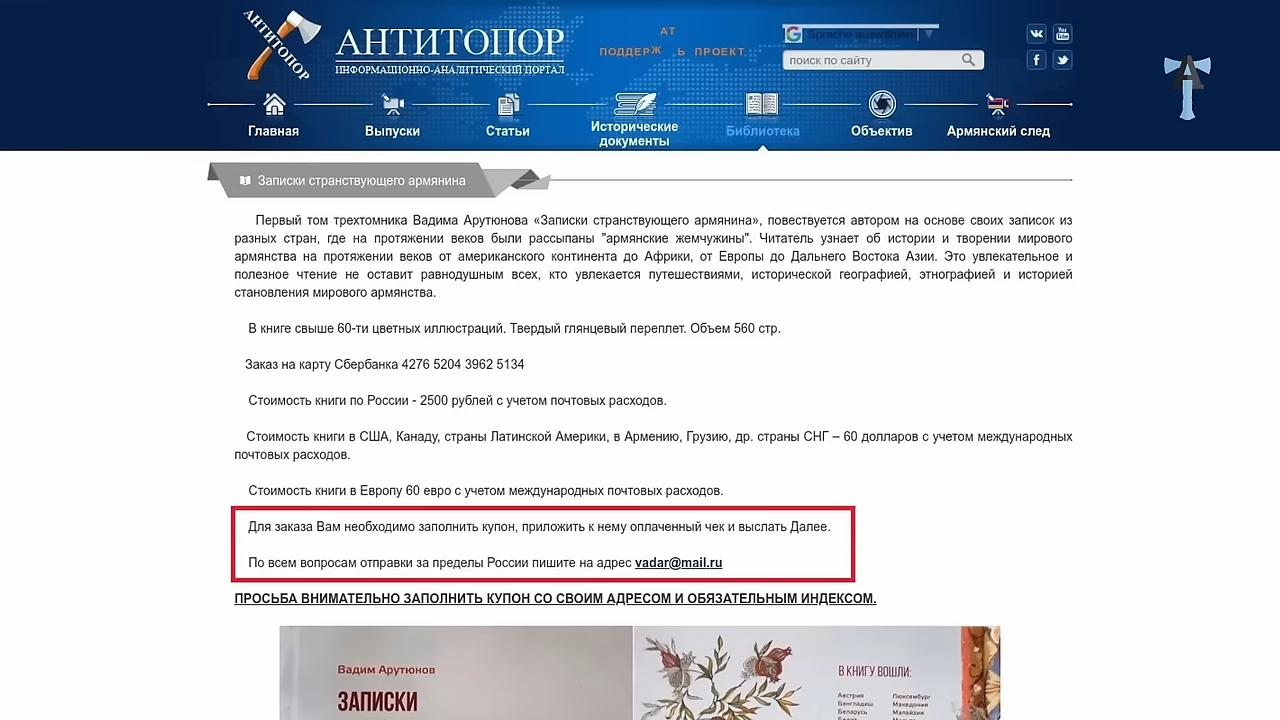 АНТИТОПОР
АНТИТОПОР
ИНФОРМАЦИОННО-АНАЛИТИЧЕСКИЙ ПОРТАЛ
АТ
ПОДДЕРЖ Ь ПРОЕКТ
Sprache auswählen ▼
поиск по сайту
You Tube
Главная
Выпуски
Статьи
Исторические
документы
Библиотека
Объектив
Армянский след
Записки странствующего армянина
Первый том трехтомника Вадима Арутюнова «Записки странствующего армянина», повествуется автором на основе своих записок из
разных стран, где на протяжении веков были рассыпаны "армянские жемчужины". Читатель узнает об истории и творении мирового
армянства на протяжении веков от американского континента до Африки, от Европы до Дальнего Востока Азии. Это увлекательное и
полезное чтение не оставит равнодушным всех, кто увлекается путешествиями, исторической географией, этнографией и историей
становления мирового армянства.
В книге свыше 60-ти цветных иллюстраций. Твердый глянцевый переплет. Объем 560 стр.
Заказ на карту Сбербанка 4276 5204 3962 5134
Стоимость книги по России - 2500 рублей с учетом почтовых расходов.
Стоимость книги в США, Канаду, страны Латинской Америки, в Армению, Грузию, др. страны СНГ – 60 долларов с учетом международных
почтовых расходов.
Стоимость книги в Европу 60 евро с учетом международных почтовых расходов.
Для заказа Вам необходимо заполнить купон, приложить к нему оплаченный чек и выслать Далее.
По всем вопросам отправки за пределы России пишите на адрес vadar@mail.ru
ПРОСЬБА ВНИМАТЕЛЬНО ЗАПОЛНИТЬ КУПОН СО СВОИМ АДРЕСОМ И ОБЯЗАТЕЛЬНЫМ ИНДЕКСОМ.
Вадим Арутюнов
ЗАПИСКИ
В КНИГУ ВОШЛИ:
Австрия Люксембург
Бангладеш Македония
Беларусь Малайзия